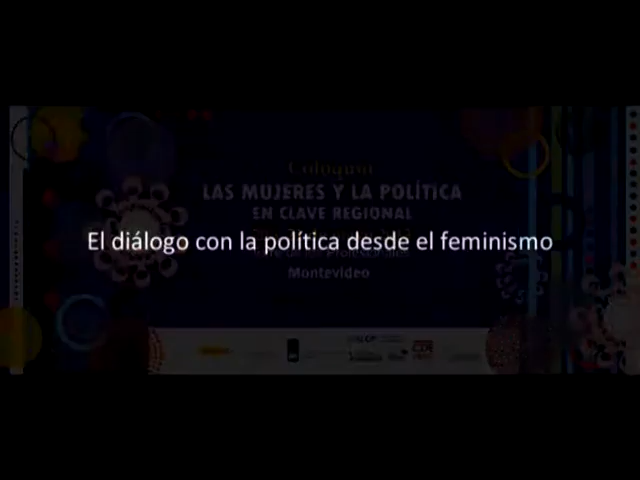 Coloquio
LAS MUJERES Y LA POLÍTICA
EN CLAVE REGIONAL
El diálogo con la política desde el feminismo
Montevideo